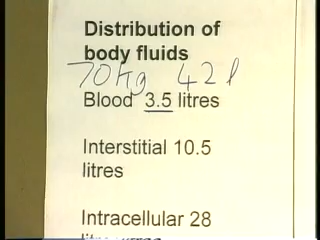 Distribution of
body fluids
70kg 42l
Blood 3.5 litres
Interstitial 10.5
litres
Intracellular 28